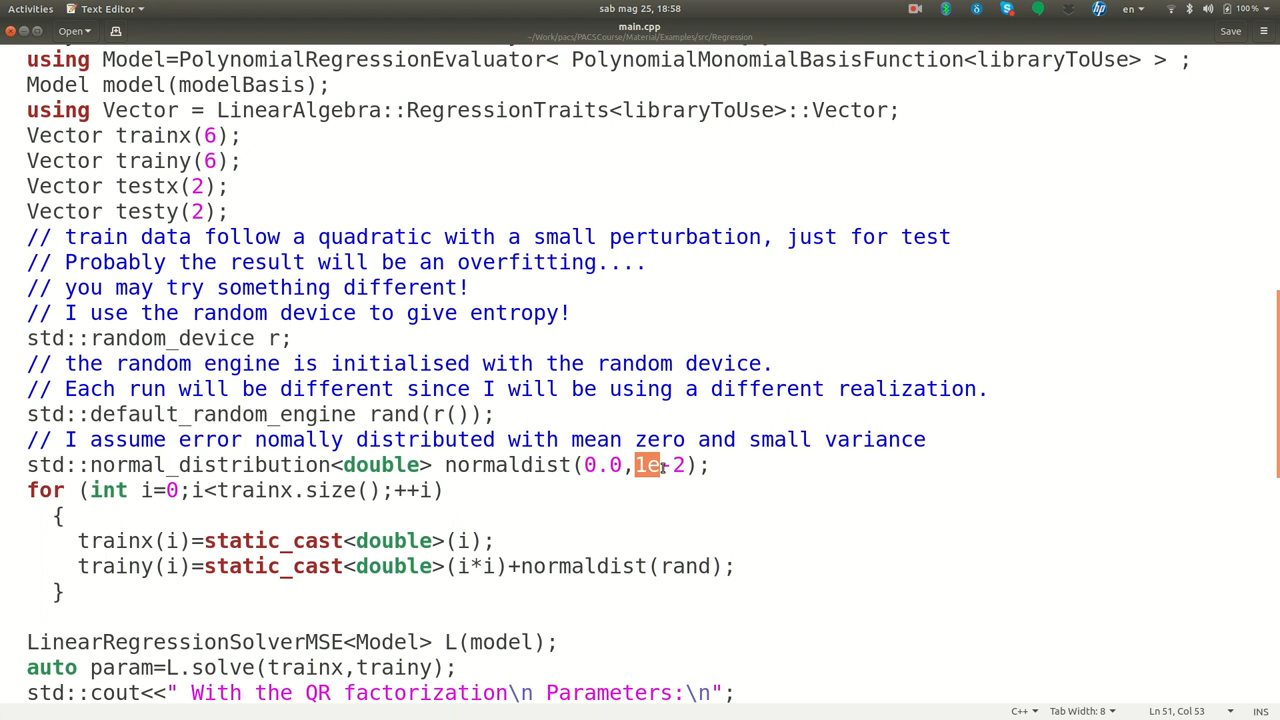 Activities Text Editor sab mag 25, 18:58 en 100 %
Open main.cpp Save
~/Work/pacs/PACSCourse/Material/Examples/src/Regression
using Model=PolynomialRegressionEvaluator< PolynomialMonomialBasisFunction<libraryToUse> > ;
Model model(modelBasis);
using Vector = LinearAlgebra::RegressionTraits<libraryToUse>::Vector;
Vector trainx(6);
Vector trainy(6);
Vector testx(2);
Vector testy(2);
// train data follow a quadratic with a small perturbation, just for test
// Probably the result will be an overfitting....
// you may try something different!
// I use the random device to give entropy!
std::random_device r;
// the random engine is initialised with the random device.
// Each run will be different since I will be using a different realization.
std::default_random_engine rand(r());
// I assume error nomally distributed with mean zero and small variance
std::normal_distribution<double> normaldist(0.0,1e-2);
for (int i=0;i<trainx.size();++i)
{
trainx(i)=static_cast<double>(i);
trainy(i)=static_cast<double>(i*i)+normaldist(rand);
}
LinearRegressionSolverMSE<Model> L(model);
auto param=L.solve(trainx,trainy);
std::cout<<" With the QR factorization\n Parameters:\n";
C++ Tab Width: 8 Ln 51, Col 53 INS